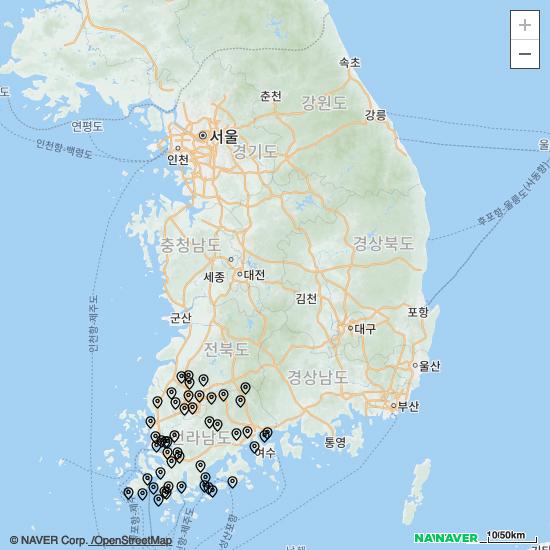 +
−
속초
춘천
강원도
강릉
도
연평도
서울
인천항-백령도
인천
경기도
울
후포항-울릉도(사동항)
충청남도
경상북도
세종
대전
인천항-제주도
김천
군산
포항
대구
전북도
울산
경상남도
부산
전라남도
여수
통영
© NAVER Corp. /OpenStreetMap
NAVER
10/50km